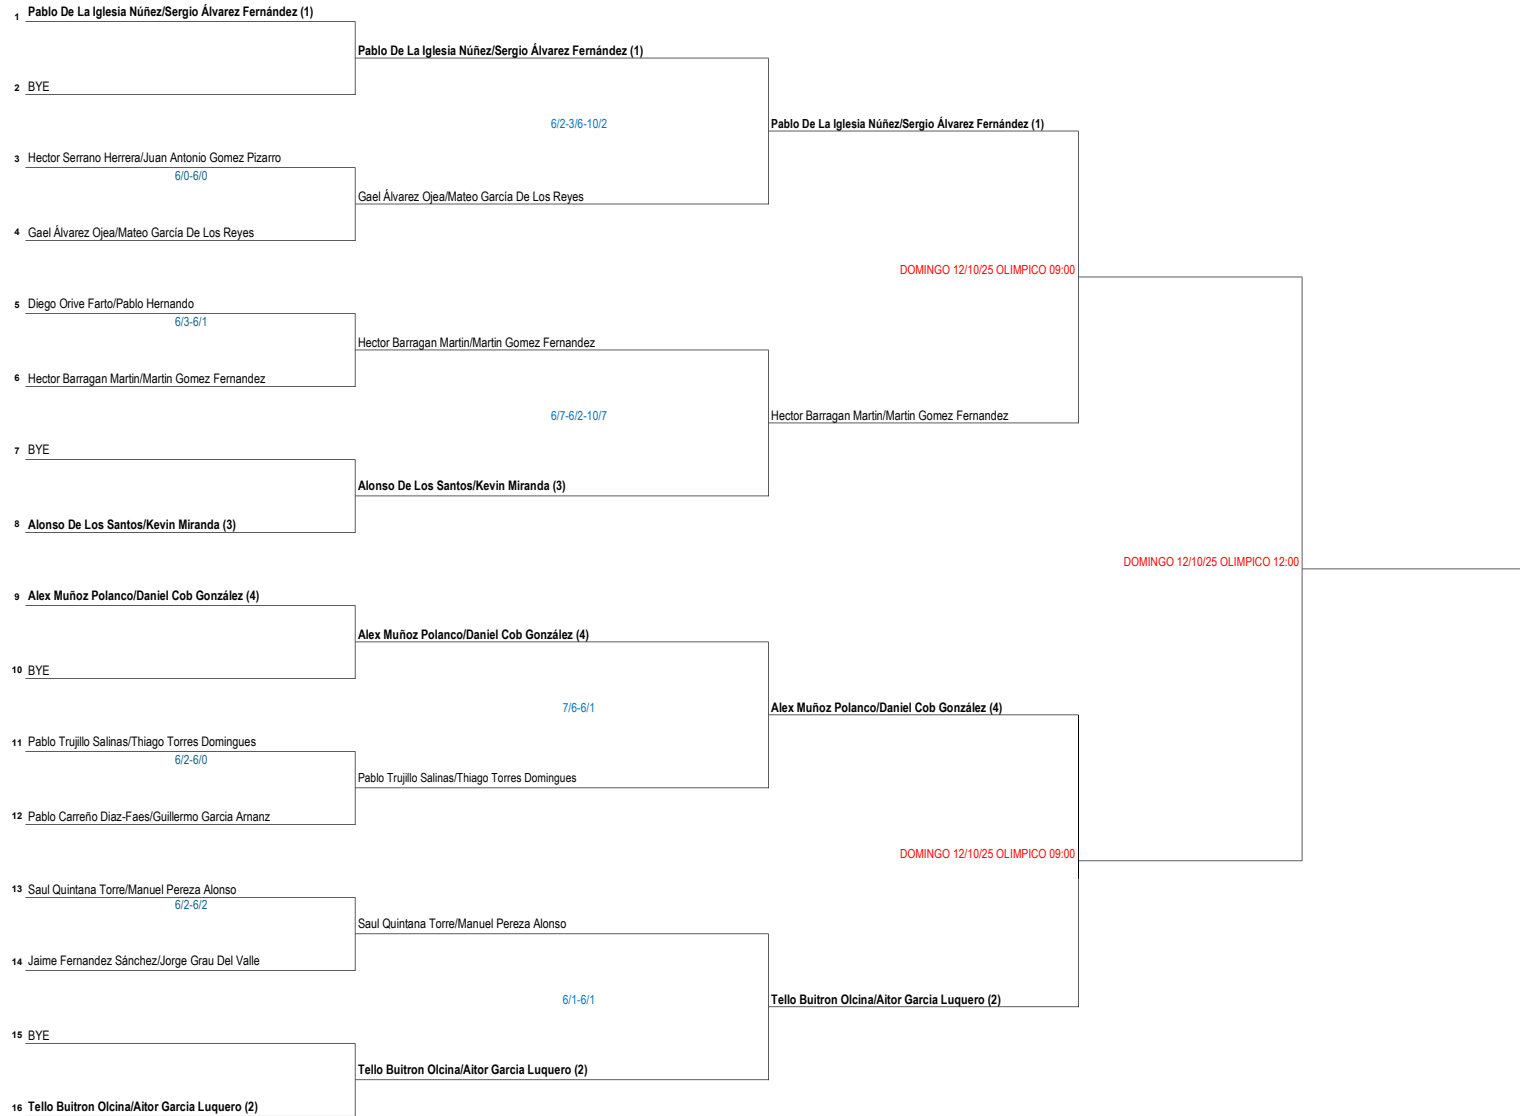 1 Pablo De La Iglesia Núñez/Sergio Álvarez Fernández (1)
Pablo De La Iglesia Núñez/Sergio Álvarez Fernández (1)
2 BYE
6/2-3/6-10/2
Pablo De La Iglesia Núñez/Sergio Álvarez Fernández (1)
3 Hector Serrano Herrera/Juan Antonio Gomez Pizarro
6/0-6/0
Gael Álvarez Ojea/Mateo García De Los Reyes
4 Gael Álvarez Ojea/Mateo García De Los Reyes
DOMINGO 12/10/25 OLIMPICO 09:00
5 Diego Orive Farto/Pablo Hernando
6/3-6/1
Hector Barragan Martin/Martin Gomez Fernandez
6 Hector Barragan Martin/Martin Gomez Fernandez
6/7-6/2-10/7
Hector Barragan Martin/Martin Gomez Fernandez
7 BYE
Alonso De Los Santos/Kevin Miranda (3)
8 Alonso De Los Santos/Kevin Miranda (3)
DOMINGO 12/10/25 OLIMPICO 12:00
9 Alex Muñoz Polanco/Daniel Cob González (4)
Alex Muñoz Polanco/Daniel Cob González (4)
10 BYE
7/6-6/1
Alex Muñoz Polanco/Daniel Cob González (4)
11 Pablo Trujillo Salinas/Thiago Torres Domingues
6/2-6/0
Pablo Trujillo Salinas/Thiago Torres Domingues
12 Pablo Carreño Diaz-Faes/Guillermo Garcia Arnanz
DOMINGO 12/10/25 OLIMPICO 09:00
13 Saul Quintana Torre/Manuel Pereza Alonso
6/2-6/2
Saul Quintana Torre/Manuel Pereza Alonso
14 Jaime Fernandez Sánchez/Jorge Grau Del Valle
6/1-6/1
Tello Buitron Olcina/Aitor Garcia Luquero (2)
15 BYE
Tello Buitron Olcina/Aitor Garcia Luquero (2)
16 Tello Buitron Olcina/Aitor Garcia Luquero (2)